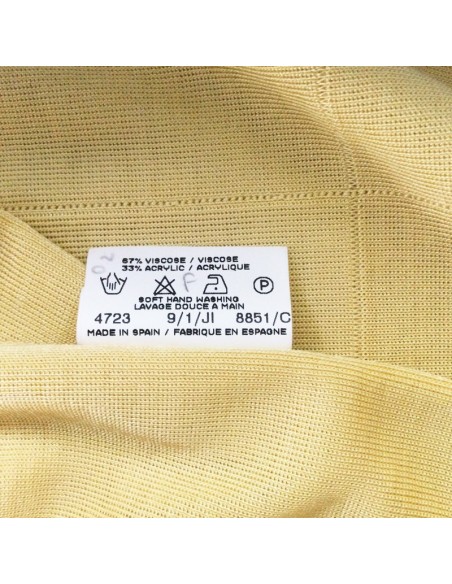 67% VISCOSE / VISCOSE
33% ACRYLIC / ACRYLIQUE
P
SOFT HAND WASHING
LAVAGE DOUCE A MAIN
4723 9/1/JI 8851/C
MADE IN SPAIN / FABRIQUE EN ESPAGNE